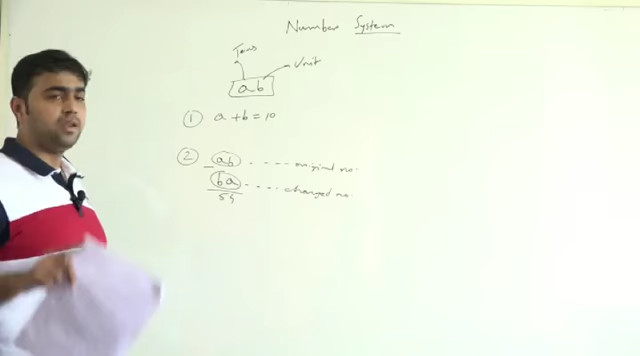 Number System
Tens
Unit
ab
① a + b = 10
② ab - - - - original no.
- ba - - - - changed no.
54